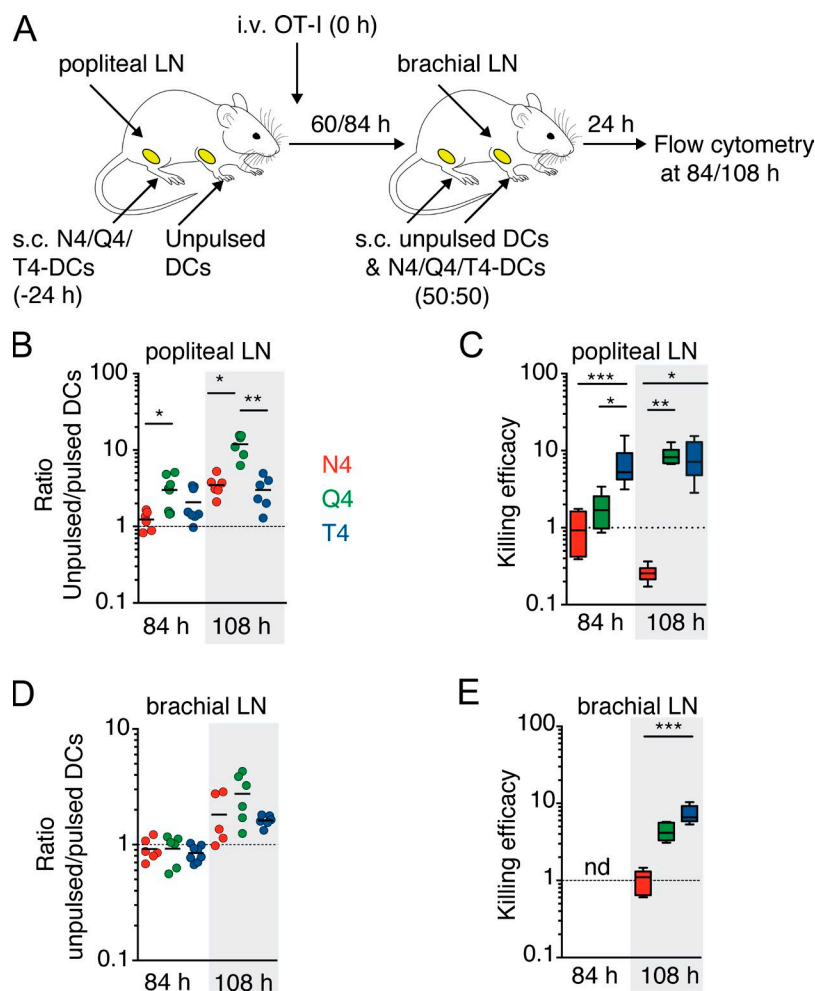 A
i.v. OT-I (0 h)
popliteal LN
brachial LN
60/84 h
24 h
Flow cytometry
at 84/108 h
s.c. N4/Q4/
T4-DCs
(-24 h)
Unpulsed
DCs
s.c. unpulsed DCs
& N4/Q4/T4-DCs
(50:50)
B
popliteal LN
Ratio
Unpulsed/pulsed DCs
100
10
1
0.1
*
*
**
84 h
108 h
N4
Q4
T4
C
popliteal LN
Killing efficacy
100
10
1
0.1
***
*
*
**
84 h
108 h
D
brachial LN
Ratio
unpulsed/pulsed DCs
10
1
0.1
84 h
108 h
E
brachial LN
Killing efficacy
100
10
1
0.1
***
nd
84 h
108 h